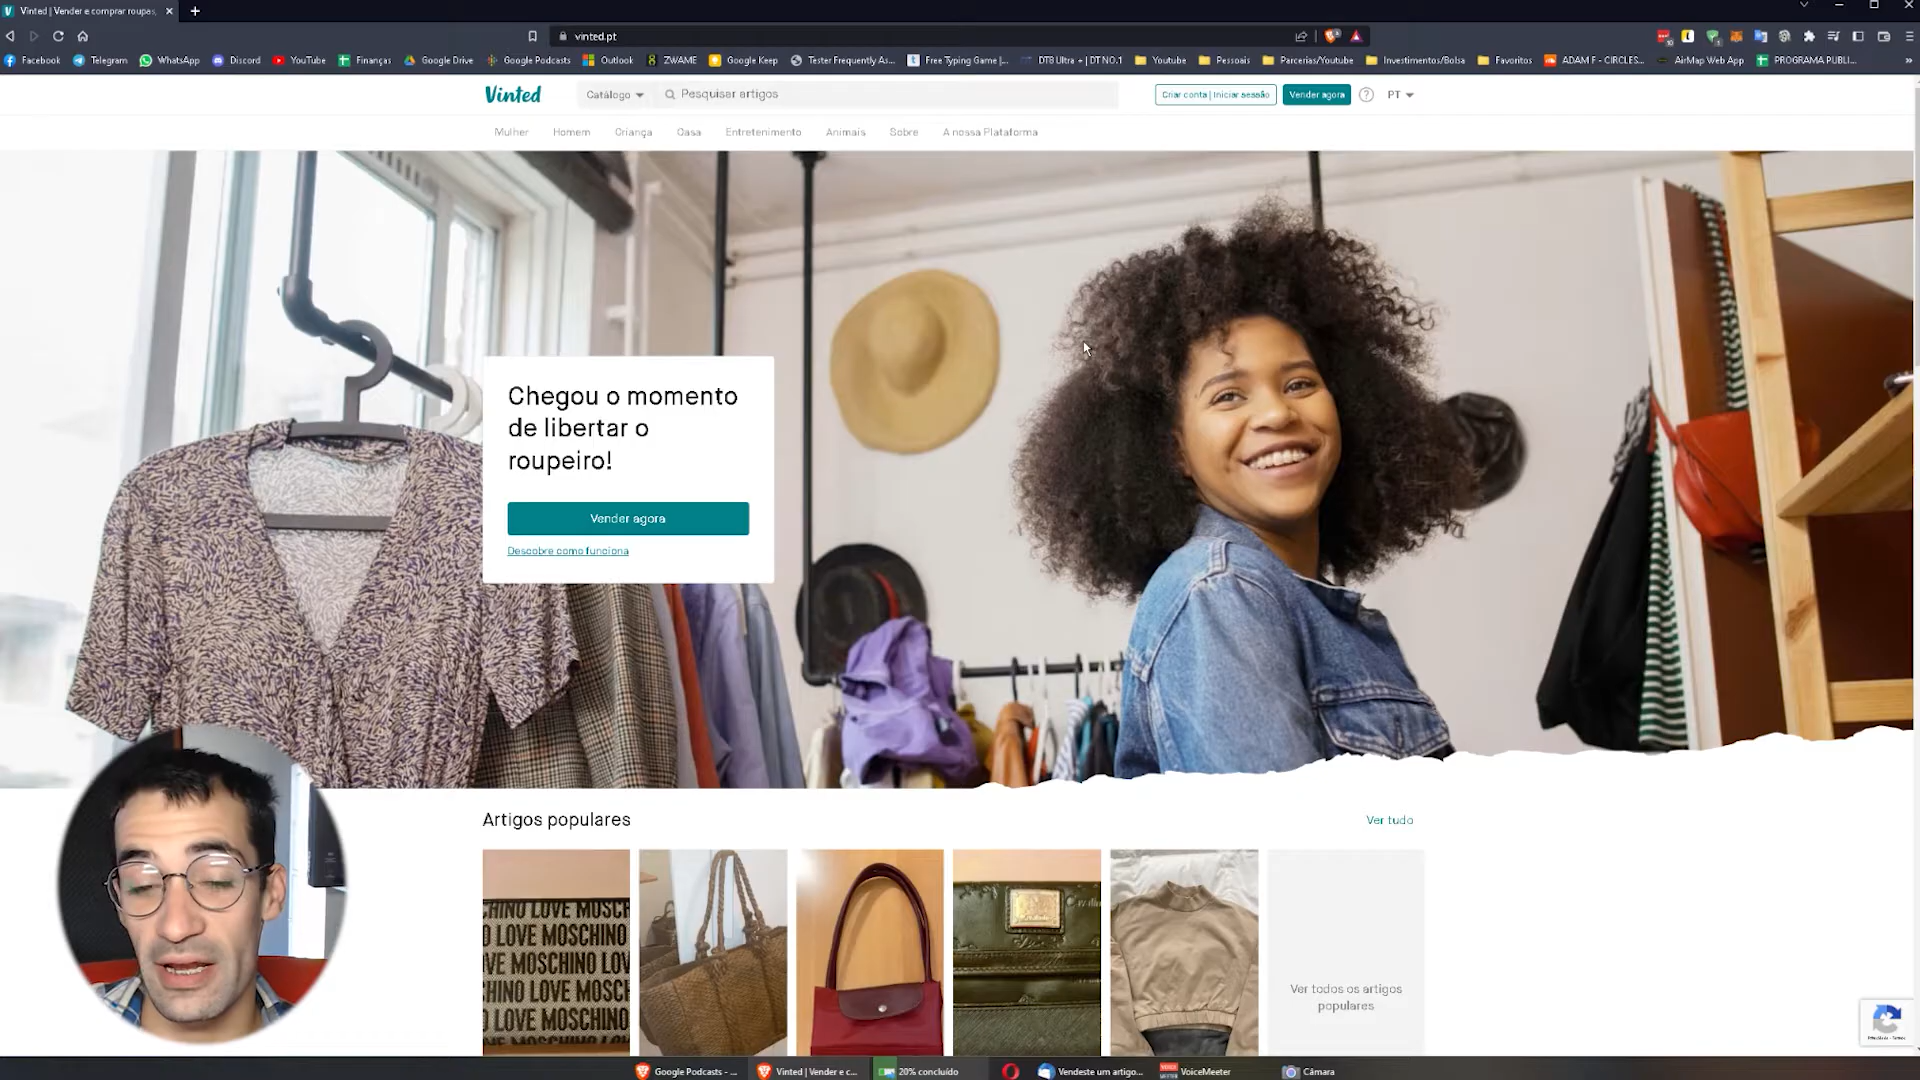 Vinted | Vender e comprar roupas,
vinted.pt
Facebook Telegram WhatsApp Discord YouTube Finanças Google Drive Google Podcasts Outlook ZWAME Google Keep Tester Frequently As... Free Typing Game |... DT8 Ultra + | DT NO.1 Youtube Pessoais Parcerias/Youtube Investimentos/Bolsa Favoritos ADAM F - CIRCLES... AirMap Web App PROGRAMA PUBLI...
Vinted Catálogo Pesquisar artigos Criar conta | Iniciar sessão Vender agora PT
Mulher Homem Criança Casa Entretenimento Animais Sobre A nossa Plataforma
Chegou o momento
de libertar o
roupeiro!
Vender agora
Descobre como funciona
Artigos populares Ver tudo
CHINO LOVE MOSCH
O LOVE MOSCHINO
VE MOSCHINO LOV
HINO LOVE MOSCH
LOVE MOSCHINO
Ver todos os artigos
populares
Google Podcasts - ... Vinted | Vender e c... 20% concluído Vendeste um artigo... VoiceMeeter Câmara